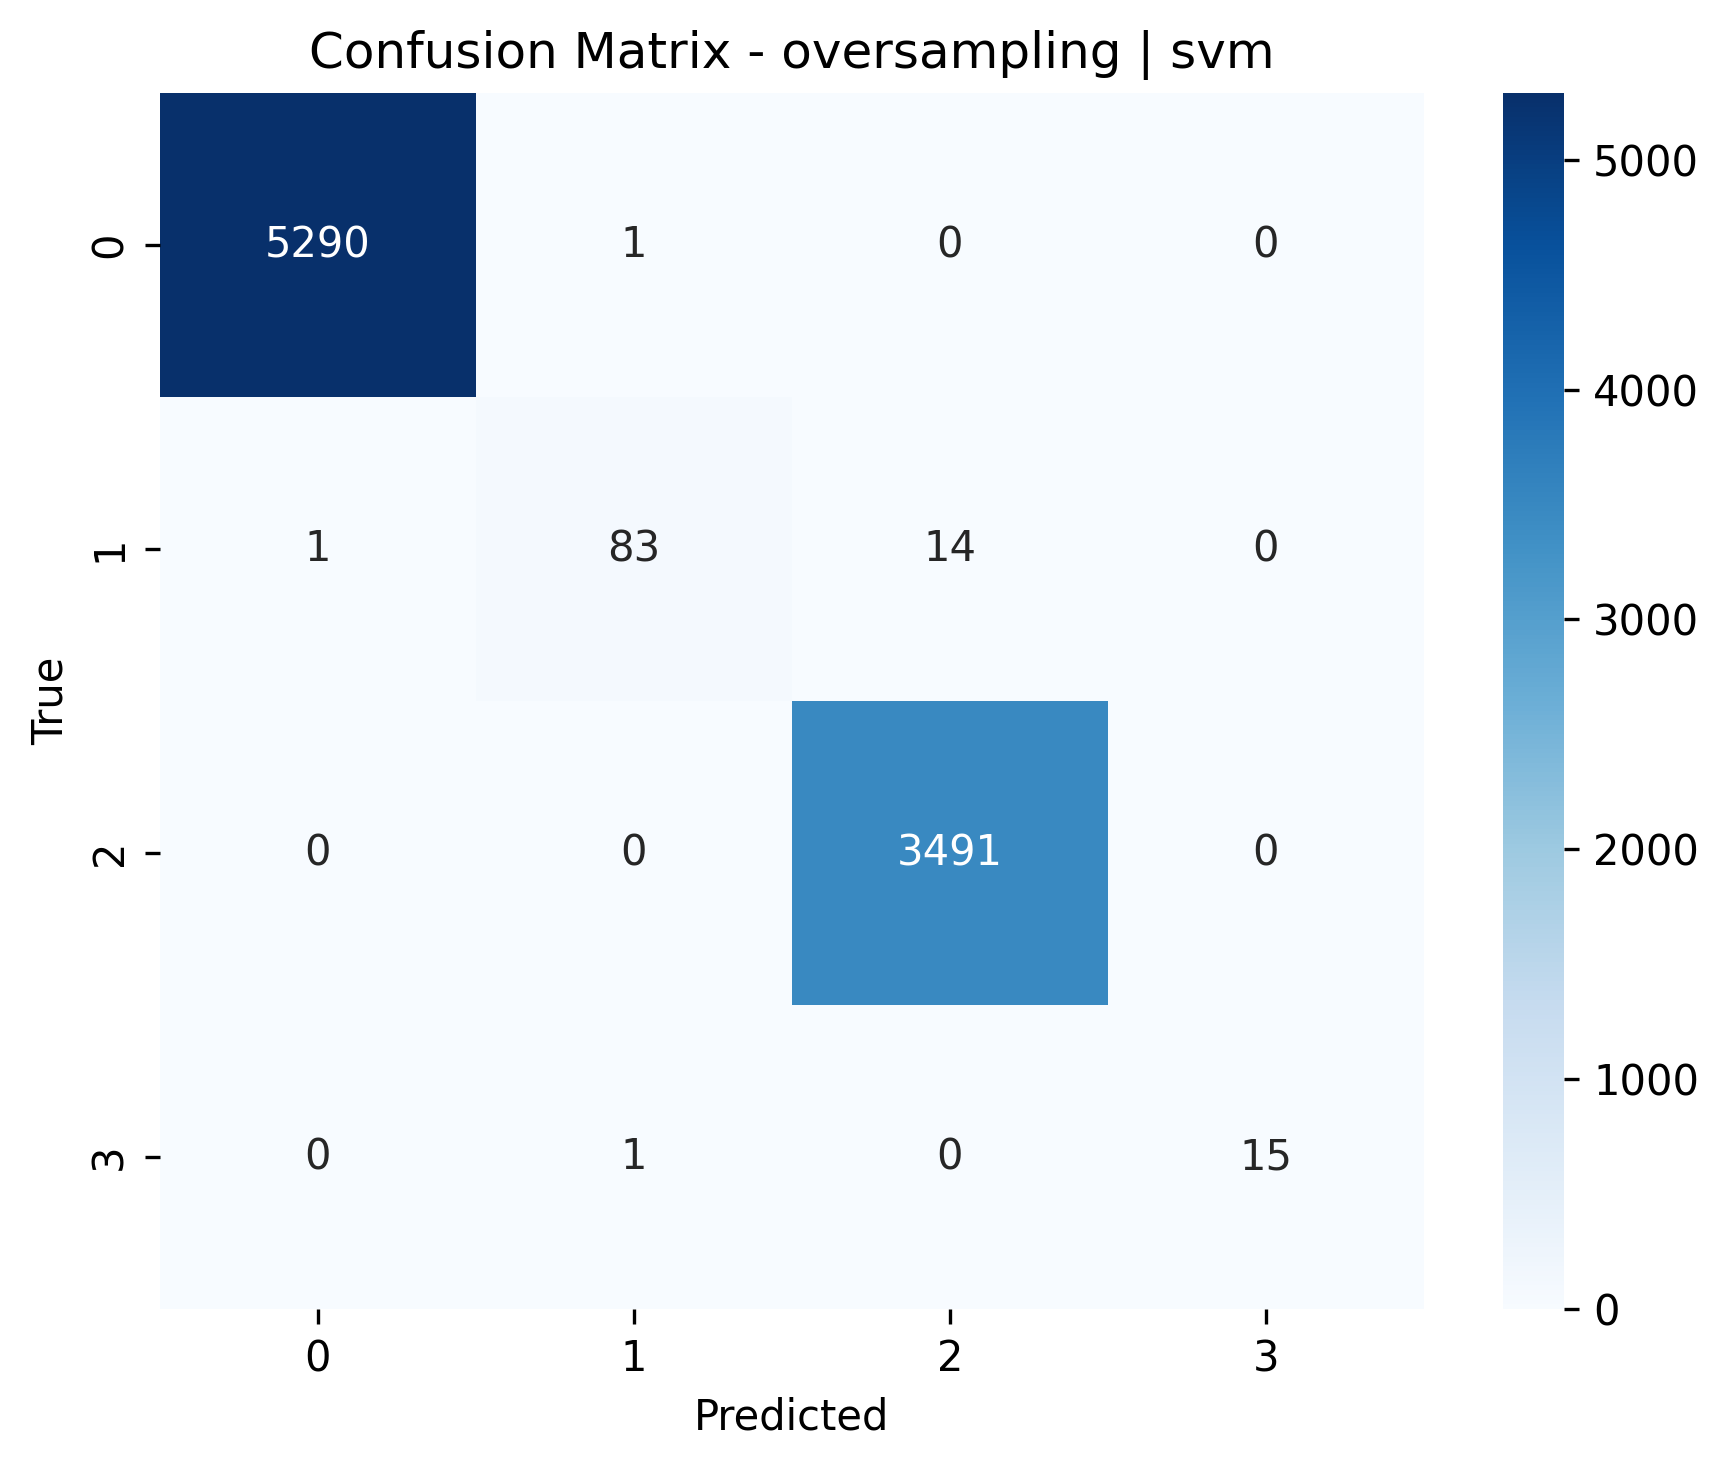 Confusion Matrix - oversampling | svm
0 5290 1 0 0
1 1 83 14 0
2 0 0 3491 0
3 0 1 0 15
0 1 2 3
True
Predicted
5000
4000
3000
2000
1000
0